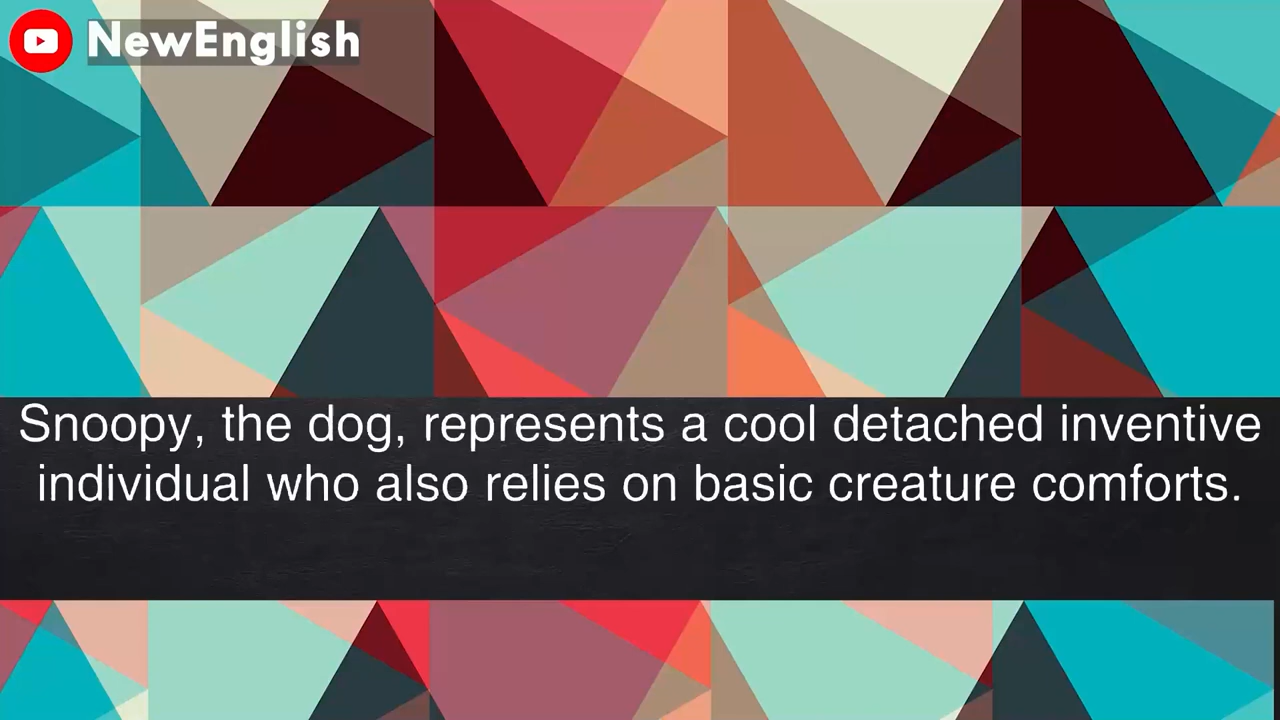 NewEnglish
Snoopy, the dog, represents a cool detached inventive
individual who also relies on basic creature comforts.